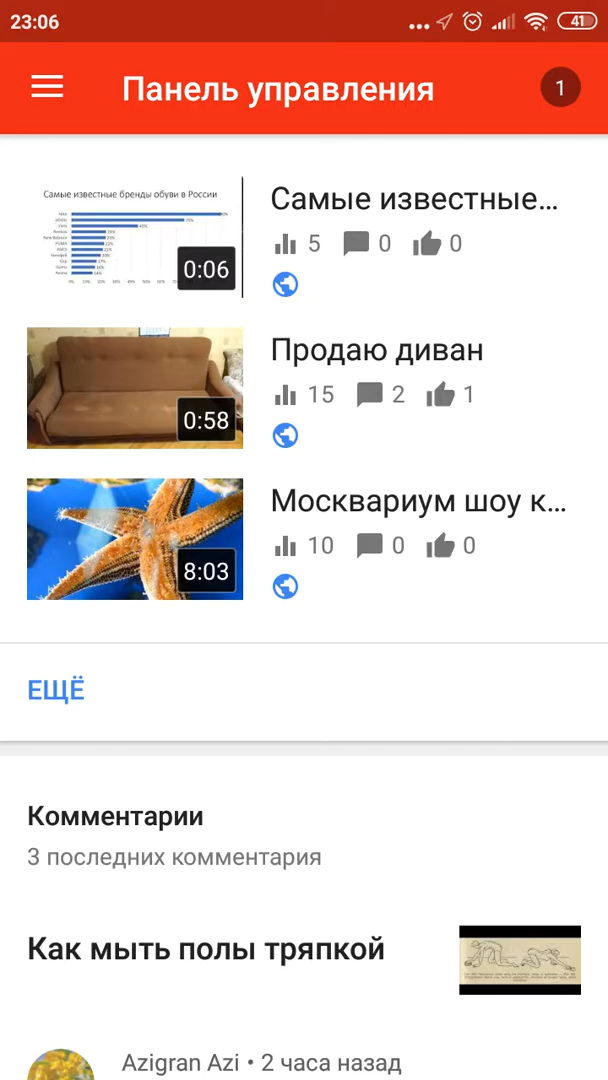 23:06
41
Панель управления
1
Самые известные бренды обуви в России
0:06
Самые известные...
5 0 0
0:58
Продаю диван
15 2 1
8:03
Москвариум шоу к...
10 0 0
ЕЩЁ
Комментарии
3 последних комментария
Как мыть полы тряпкой
Azigran Azi • 2 часа назад